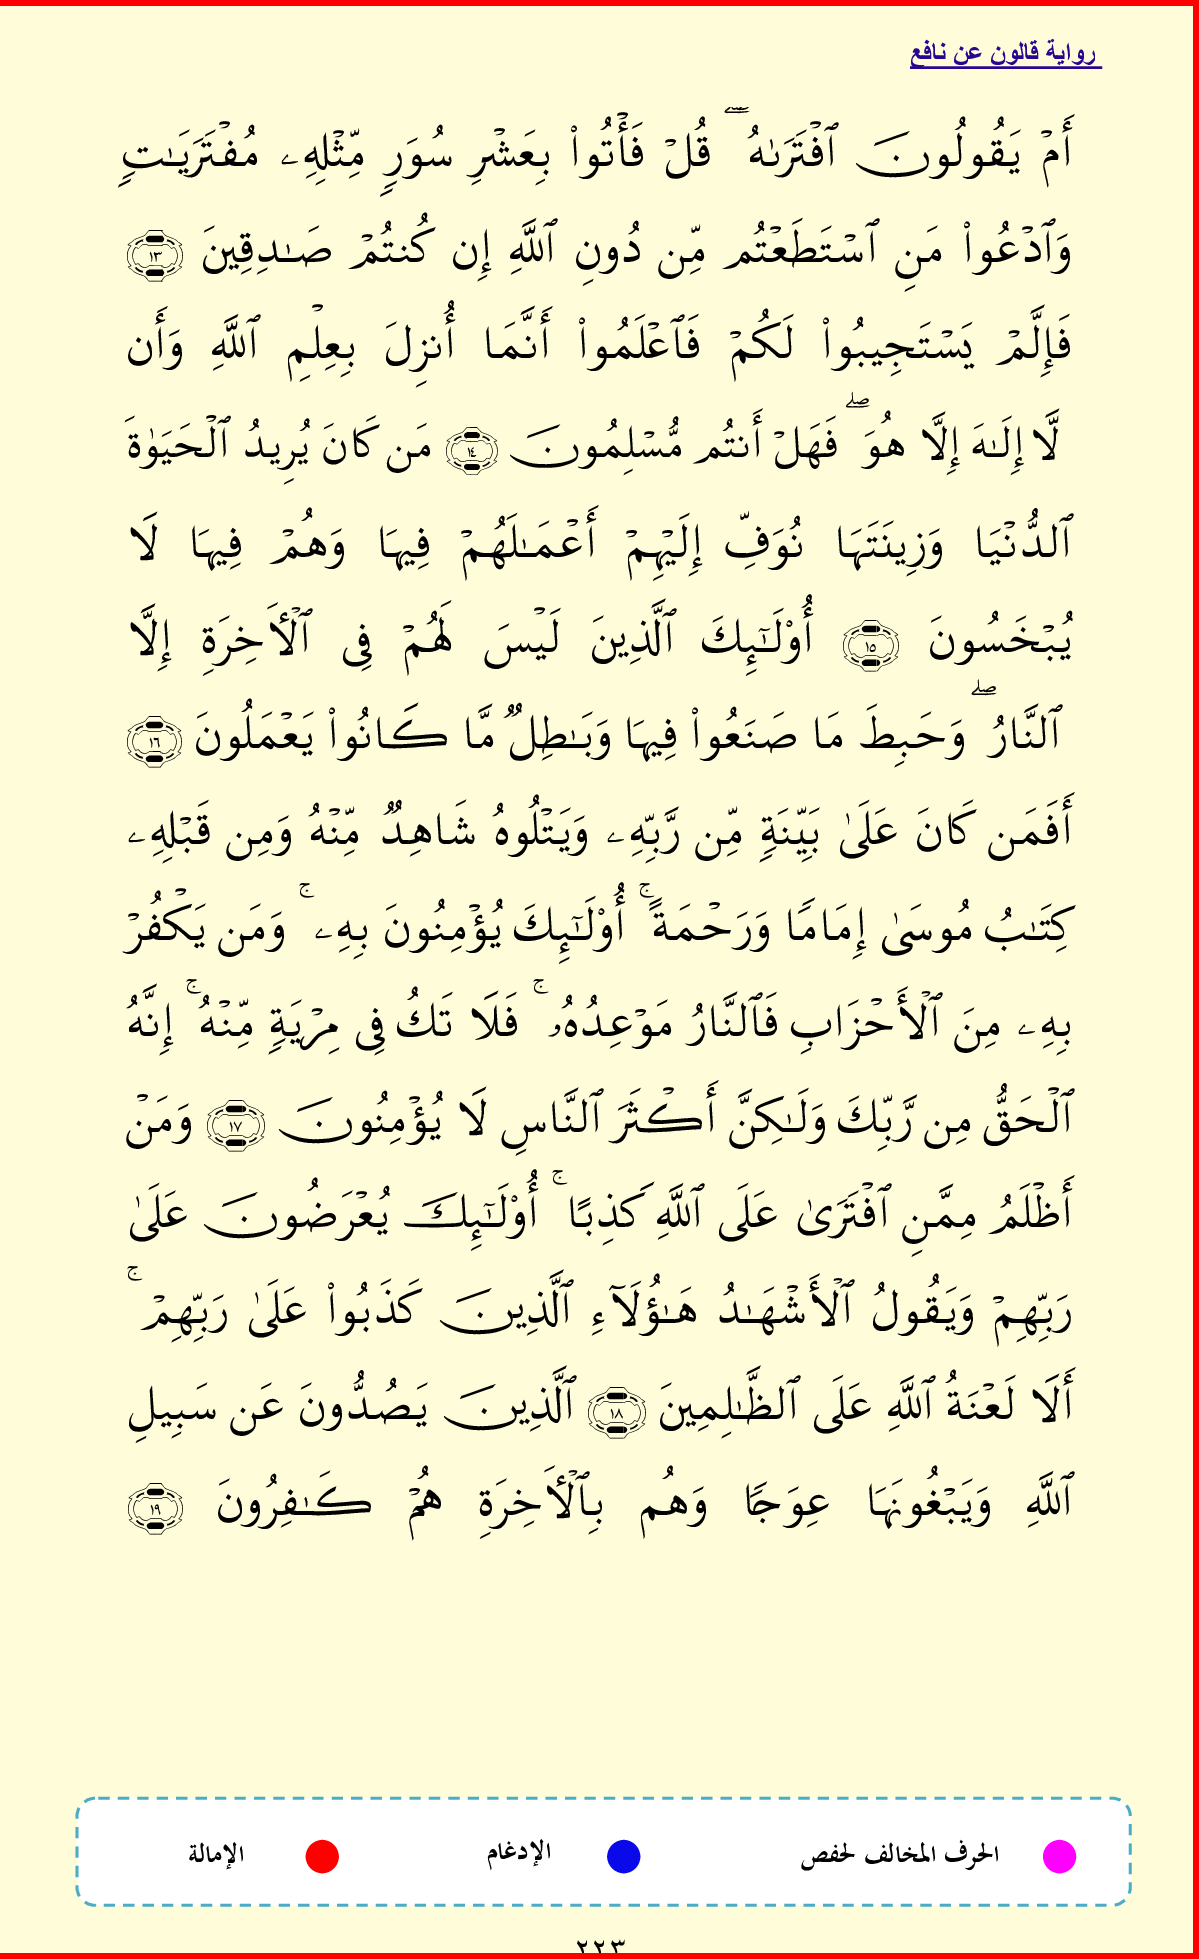 رواية قالون عن نافع
أَمۡ يَقُولُونَ ٱفۡتَرَىٰهُۖ قُلۡ فَأۡتُواْ بِعَشۡرِ سُوَرٍ مِّثۡلِهِۦ مُفۡتَرَيَٰتٍ
وَٱدۡعُواْ مَنِ ٱسۡتَطَعۡتُم مِّن دُونِ ٱللَّهِ إِن كُنتُمۡ صَٰدِقِينَ ١٣
فَإِلَّمۡ يَسۡتَجِيبُواْ لَكُمۡ فَٱعۡلَمُواْ أَنَّمَا أُنزِلَ بِعِلۡمِ ٱللَّهِ وَأَن
لَّا إِلَٰهَ إِلَّا هُوَۖ فَهَلۡ أَنتُم مُّسۡلِمُونَ ١٤ مَن كَانَ يُرِيدُ ٱلۡحَيَوٰةَ
ٱلدُّنۡيَا وَزِينَتَهَا نُوَفِّ إِلَيۡهِمۡ أَعۡمَٰلَهُمۡ فِيهَا وَهُمۡ فِيهَا لَا
يُبۡخَسُونَ ١٥ أُوْلَٰٓئِكَ ٱلَّذِينَ لَيۡسَ لَهُمۡ فِي ٱلۡأٓخِرَةِ إِلَّا
ٱلنَّارُۖ وَحَبِطَ مَا صَنَعُواْ فِيهَا وَبَٰطِلٞ مَّا كَانُواْ يَعۡمَلُونَ ١٦
أَفَمَن كَانَ عَلَىٰ بَيِّنَةٖ مِّن رَّبِّهِۦ وَيَتۡلُوهُ شَاهِدٞ مِّنۡهُ وَمِن قَبۡلِهِۦ
كِتَٰبُ مُوسَىٰ إِمَامٗا وَرَحۡمَةًۚ أُوْلَٰٓئِكَ يُؤۡمِنُونَ بِهِۦۚ وَمَن يَكۡفُرۡ
بِهِۦ مِنَ ٱلۡأَحۡزَابِ فَٱلنَّارُ مَوۡعِدُهُۥۚ فَلَا تَكُ فِي مِرۡيَةٖ مِّنۡهُۚ إِنَّهُ
ٱلۡحَقُّ مِن رَّبِّكَ وَلَٰكِنَّ أَكۡثَرَ ٱلنَّاسِ لَا يُؤۡمِنُونَ ١٧ وَمَنۡ
أَظۡلَمُ مِمَّنِ ٱفۡتَرَىٰ عَلَى ٱللَّهِ كَذِبًاۚ أُوْلَٰٓئِكَ يُعۡرَضُونَ عَلَىٰ
رَبِّهِمۡ وَيَقُولُ ٱلۡأَشۡهَٰدُ هَٰؤُلَآءِ ٱلَّذِينَ كَذَبُواْ عَلَىٰ رَبِّهِمۡۚ
أَلَا لَعۡنَةُ ٱللَّهِ عَلَى ٱلظَّٰلِمِينَ ١٨ ٱلَّذِينَ يَصُدُّونَ عَن سَبِيلِ
ٱللَّهِ وَيَبۡغُونَهَا عِوَجٗا وَهُم بِٱلۡأٓخِرَةِ هُمۡ كَٰفِرُونَ ١٩
الحرف المخالف لحفص الإدغام الإمالة
٢٢٣